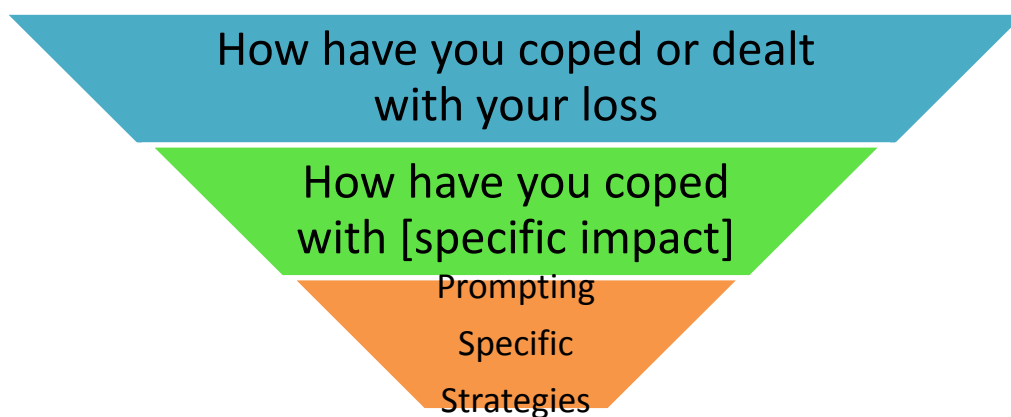 How have you coped or dealt
with your loss
How have you coped
with [specific impact]
Prompting
Specific
Strategies